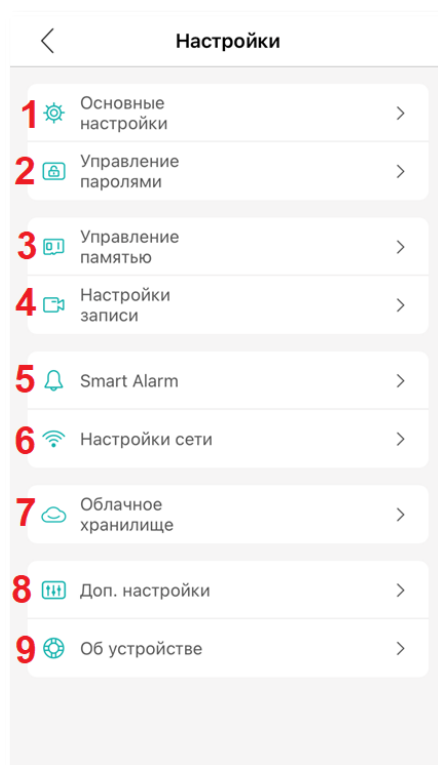 Настройки
1 Основные
настройки
2 Управление
паролями
3 Управление
памятью
4 Настройки
записи
5 Smart Alarm
6 Настройки сети
7 Облачное
хранилище
8 Доп. настройки
9 Об устройстве